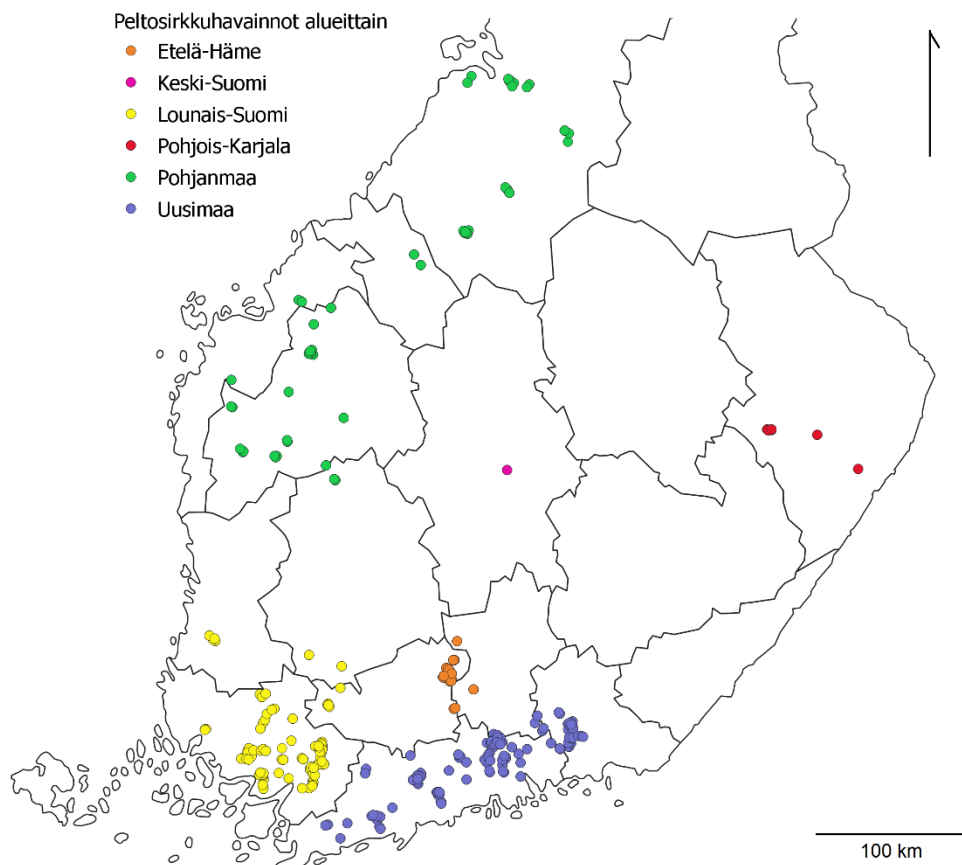 Peltosirkkuhavainnot alueittain
Etelä-Häme
Keski-Suomi
Lounais-Suomi
Pohjois-Karjala
Pohjanmaa
Uusimaa
100 km